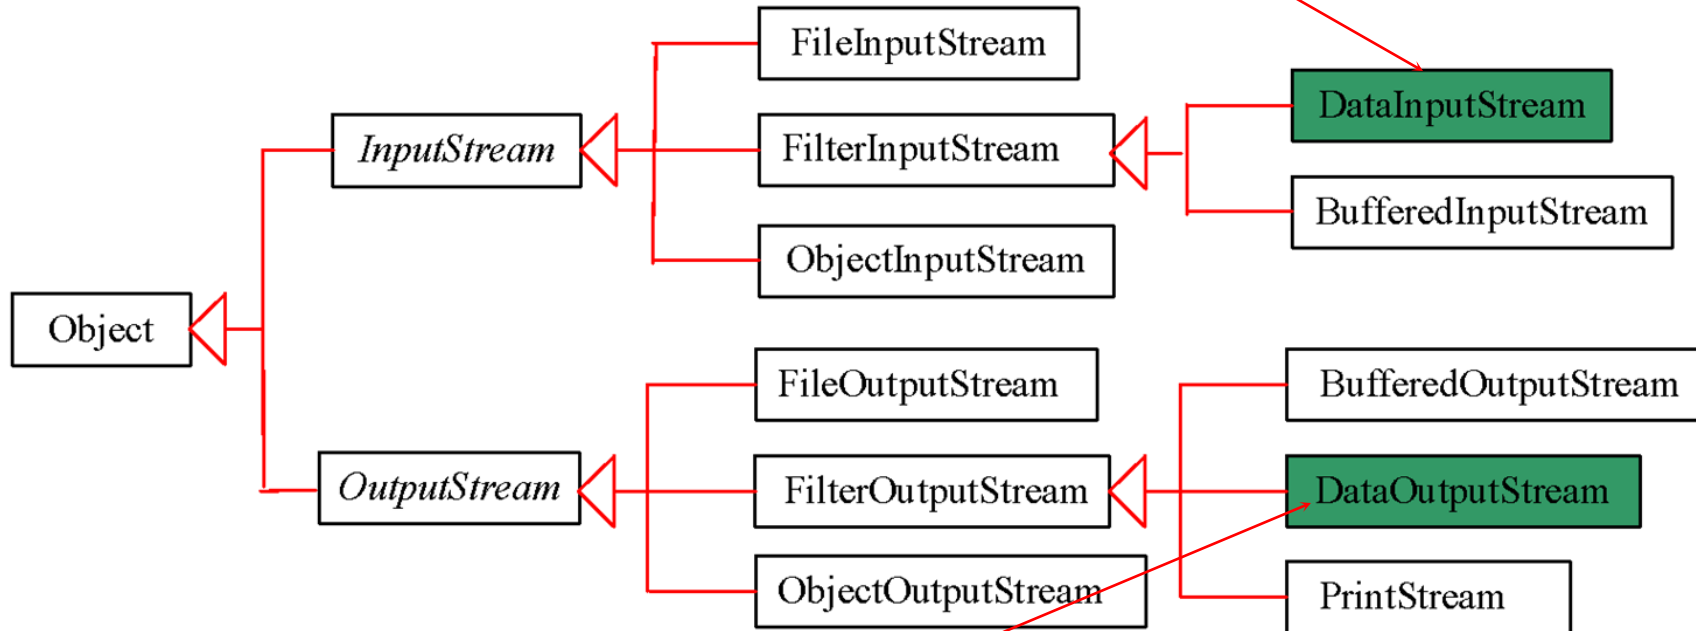 FileInputStream
DataInputStream
InputStream
FilterInputStream
BufferedInputStream
ObjectInputStream
Object
FileOutputStream
BufferedOutputStream
OutputStream
FilterOutputStream
DataOutputStream
ObjectOutputStream
PrintStream